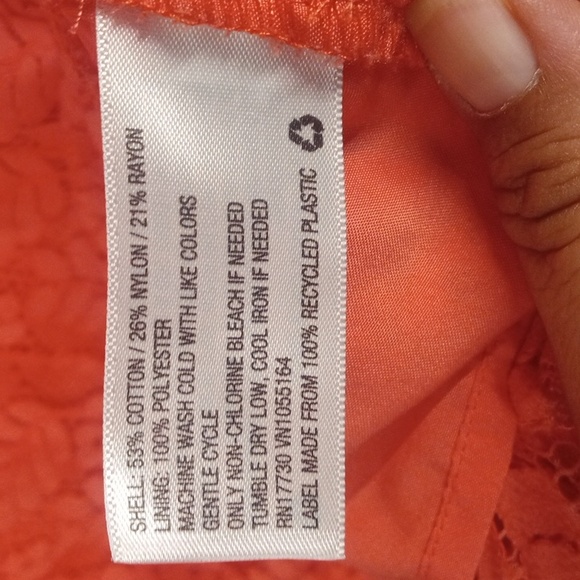 SHELL: 53% COTTON / 26% NYLON / 21% RAYON
LINING: 100% POLYESTER
MACHINE WASH COLD WITH LIKE COLORS
GENTLE CYCLE
ONLY NON-CHLORINE BLEACH IF NEEDED
TUMBLE DRY LOW, COOL IRON IF NEEDED
RN17730 VN1055164
LABEL MADE FROM 100% RECYCLED PLASTIC